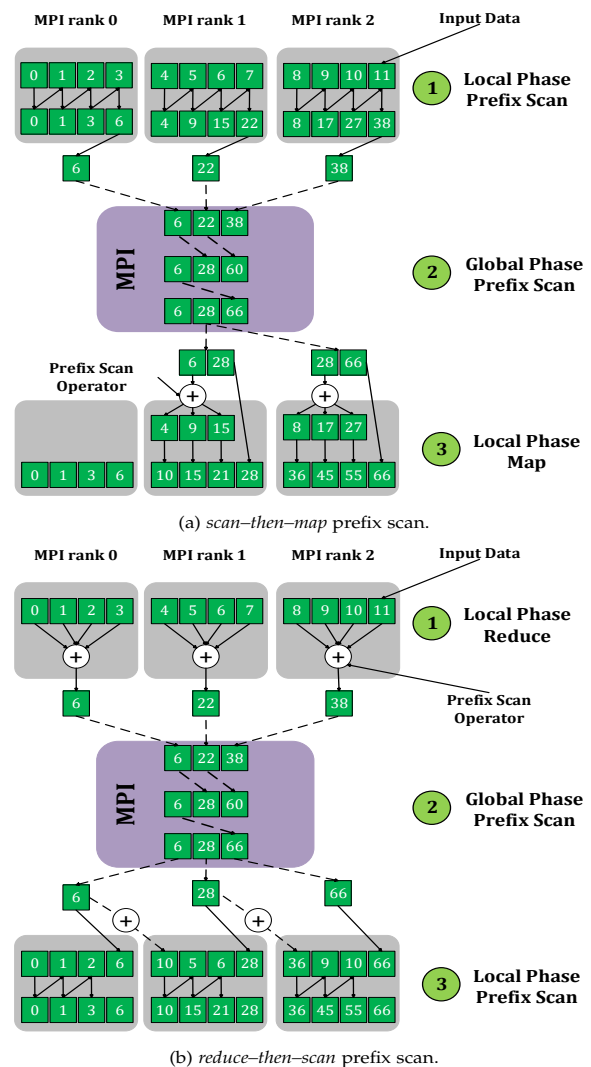 MPI rank 0 MPI rank 1 MPI rank 2 Input Data
0 1 2 3 4 5 6 7 8 9 10 11
1 Local Phase
Prefix Scan
0 1 3 6 4 9 15 22 8 17 27 38
6 22 38
6 22 38
MPI
6 28 60
2 Global Phase
Prefix Scan
6 28 66
6 28 28 66
Prefix Scan
Operator
+ +
4 9 15 8 17 27
3 Local Phase
Map
0 1 3 6 10 15 21 28 36 45 55 66
(a) scan–then–map prefix scan.
MPI rank 0 MPI rank 1 MPI rank 2 Input Data
0 1 2 3 4 5 6 7 8 9 10 11
1 Local Phase
Reduce
+ + +
6 22 38
Prefix Scan
Operator
6 22 38
MPI
6 28 60
2 Global Phase
Prefix Scan
6 28 66
6 28 66
+ +
0 1 2 6 10 5 6 28 36 9 10 66
3 Local Phase
Prefix Scan
0 1 3 6 10 15 21 28 36 45 55 66
(b) reduce–then–scan prefix scan.